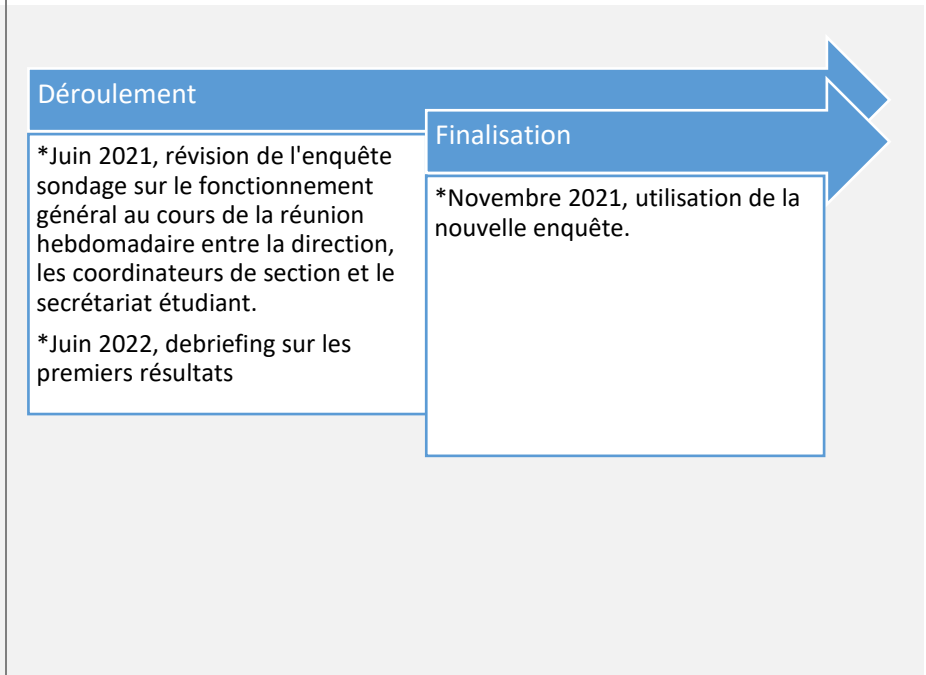 Déroulement
*Juin 2021, révision de l'enquête
sondage sur le fonctionnement
général au cours de la réunion
hebdomadaire entre la direction,
les coordinateurs de section et le
secrétariat étudiant.
*Juin 2022, debriefing sur les
premiers résultats
Finalisation
*Novembre 2021, utilisation de la
nouvelle enquête.